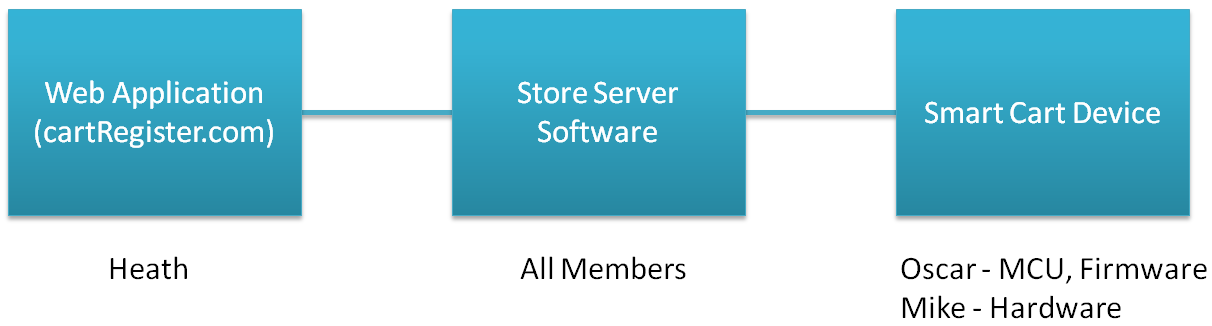 Web Application
(cartRegister.com)
Store Server
Software
Smart Cart Device
Heath
All Members
Oscar - MCU, Firmware
Mike - Hardware